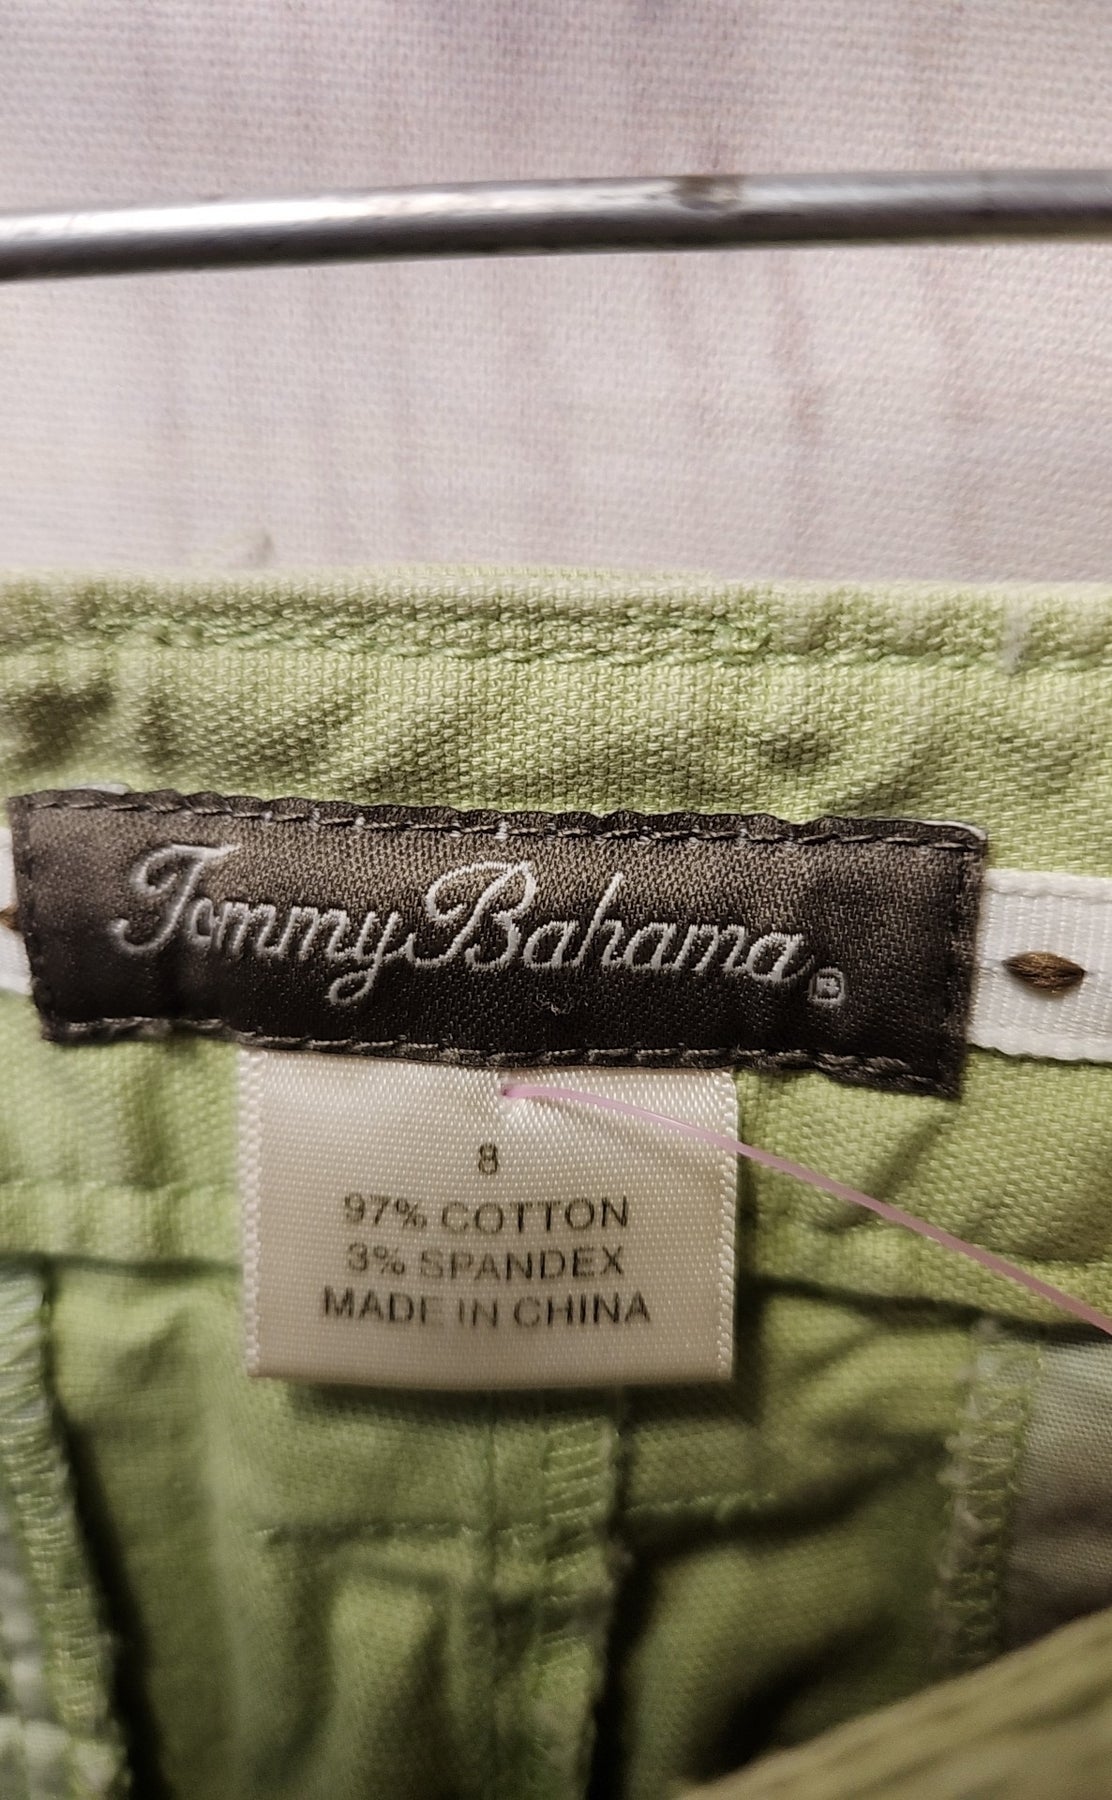 Tommy Bahama®
8
97% COTTON
3% SPANDEX
MADE IN CHINA